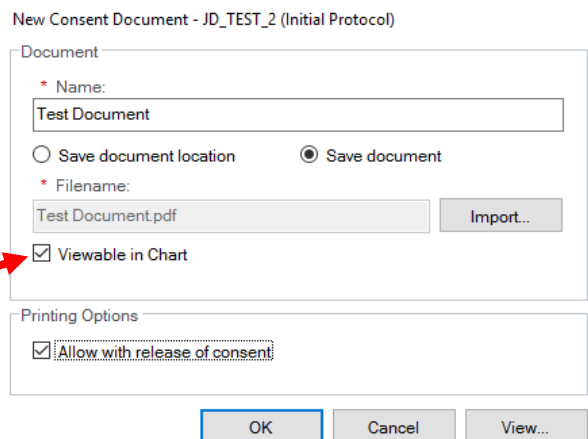 New Consent Document - JD_TEST_2 (Initial Protocol)
Document
* Name:
Test Document
Save document location Save document
* Filename:
Test Document.pdf Import...
Viewable in Chart
Printing Options
Allow with release of consent
OK Cancel View...